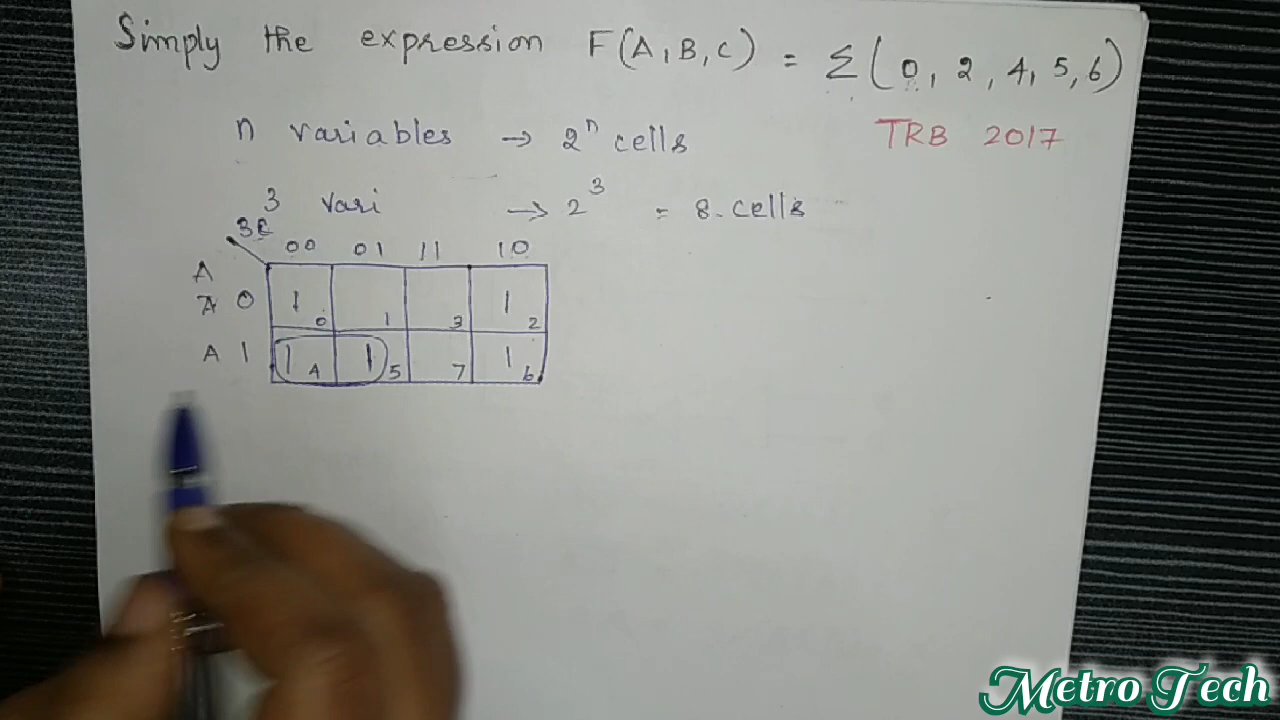 Simply the expression F(A,B,C) = Σ(0, 2, 4, 5, 6)
n variables → 2ⁿ cells
TRB 2017
3 vari → 2³ = 8 cells
BC
00 01 11 10
A
Ā 0 1 0 1 3 1 2
A 1 1 4 1 5 7 1 6
Metro Tech